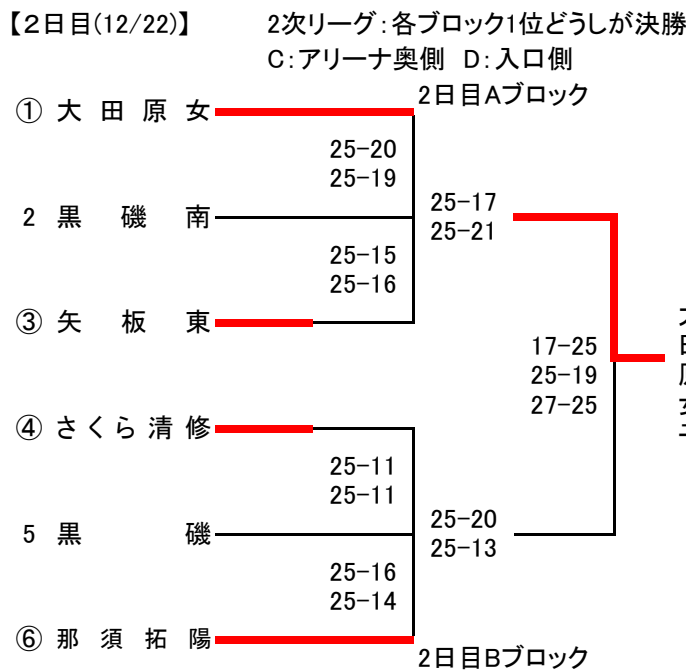 【2日目(12/22)】 2次リーグ:各ブロック1位どうしが決勝
C:アリーナ奥側 D:入口側
2日目Aブロック
① 大田原女
25-20
25-19
2 黒磯南
25-17
25-21
25-15
25-16
③ 矢板東
17-25
25-19
27-25
④ さくら清修
25-11
25-11
5 黒磯
25-20
25-13
25-16
25-14
⑥ 那須拓陽
2日目Bブロック